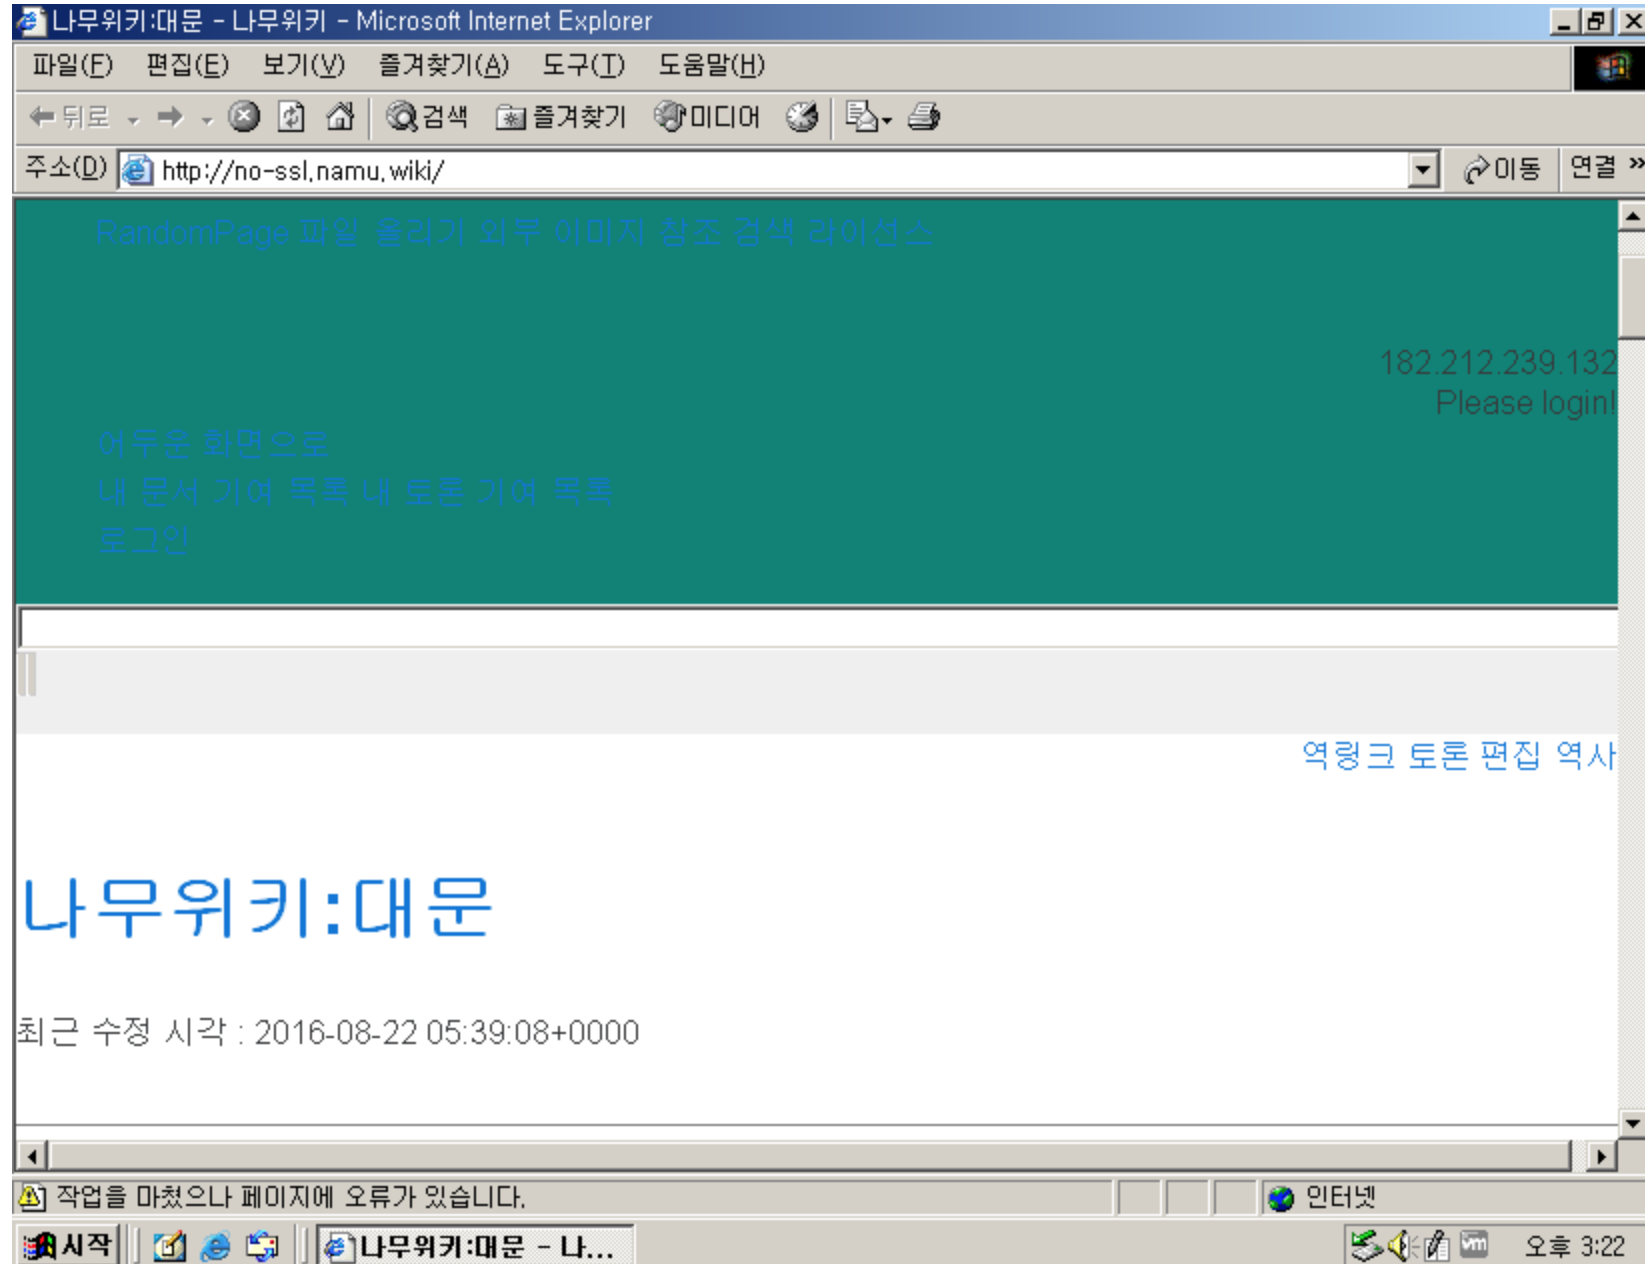 나무위키:대문 - 나무위키 - Microsoft Internet Explorer
파일(F) 편집(E) 보기(V) 즐겨찾기(A) 도구(T) 도움말(H)
뒤로 검색 즐겨찾기 미디어
주소(D) http://no-ssl.namu.wiki/ 이동 연결 »
RandomPage 파일 올리기 외부 이미지 참조 검색 라이선스
182.212.239.132
Please login!
어두운 화면으로
내 문서 기여 목록 내 토론 기여 목록
로그인
역링크 토론 편집 역사
나무위키:대문
최근 수정 시각 : 2016-08-22 05:39:08+0000
작업을 마쳤으나 페이지에 오류가 있습니다. 인터넷
시작 나무위키:대문 - 나... vm 오후 3:22